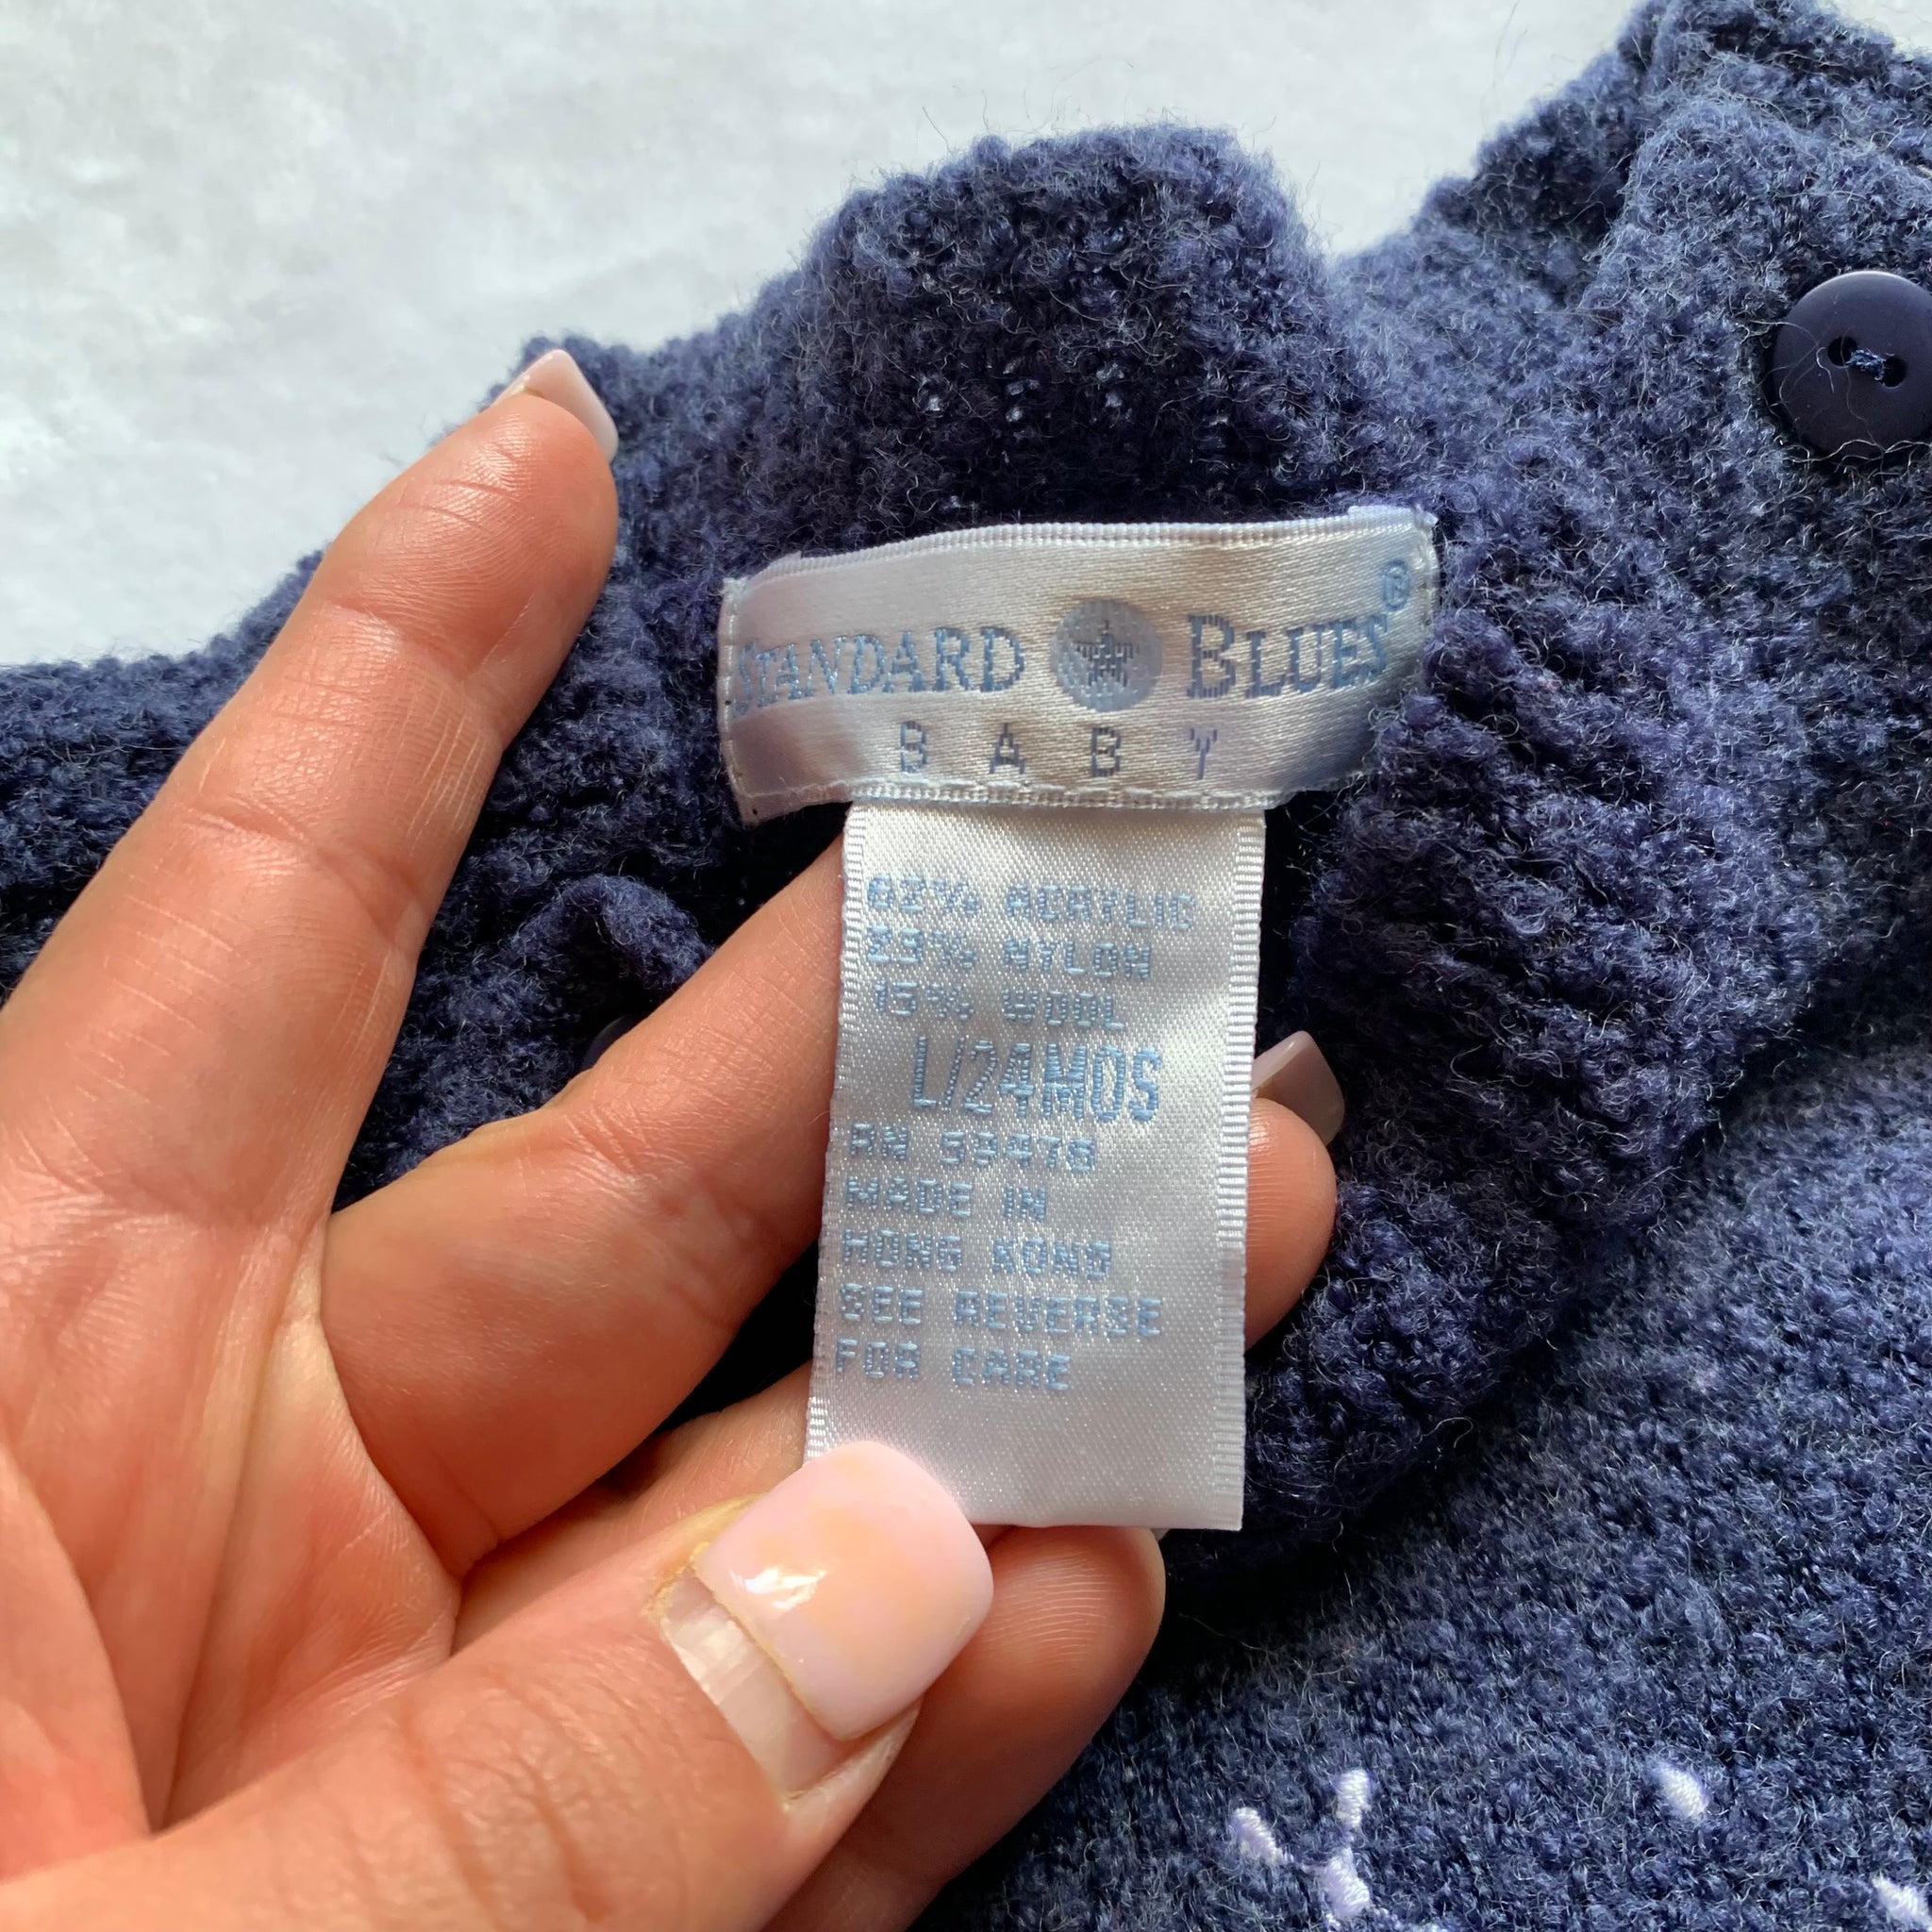 STANDARD BLUES®
BABY
62% ACRYLIC
23% NYLON
15% WOOL
L/24MOS
RN 59476
MADE IN
HONG KONG
SEE REVERSE
FOR CARE